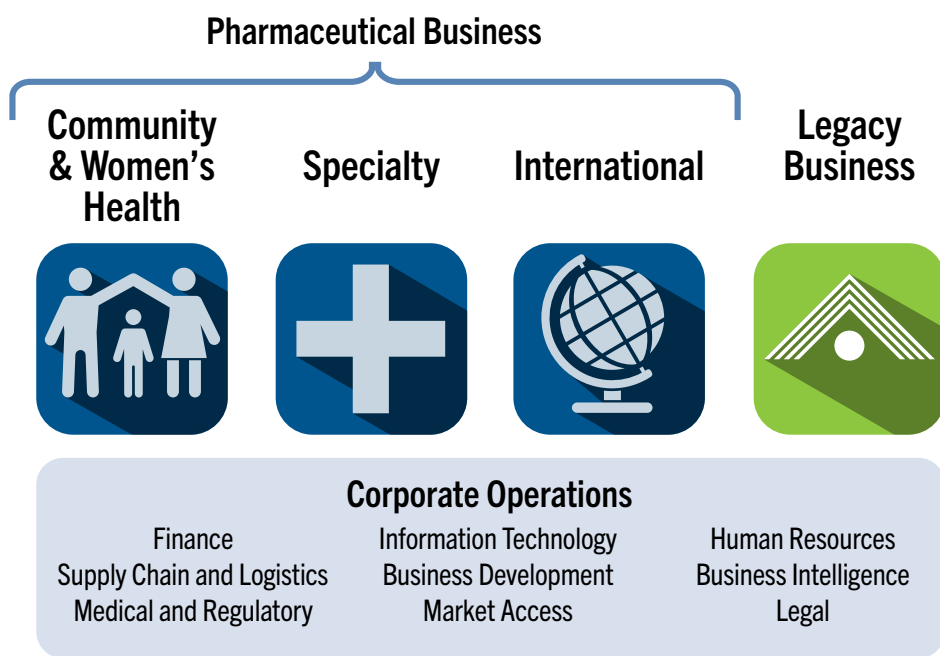 Pharmaceutical Business
Community
& Women's
Health
Specialty
International
Legacy
Business
Corporate Operations
Finance
Supply Chain and Logistics
Medical and Regulatory
Information Technology
Business Development
Market Access
Human Resources
Business Intelligence
Legal